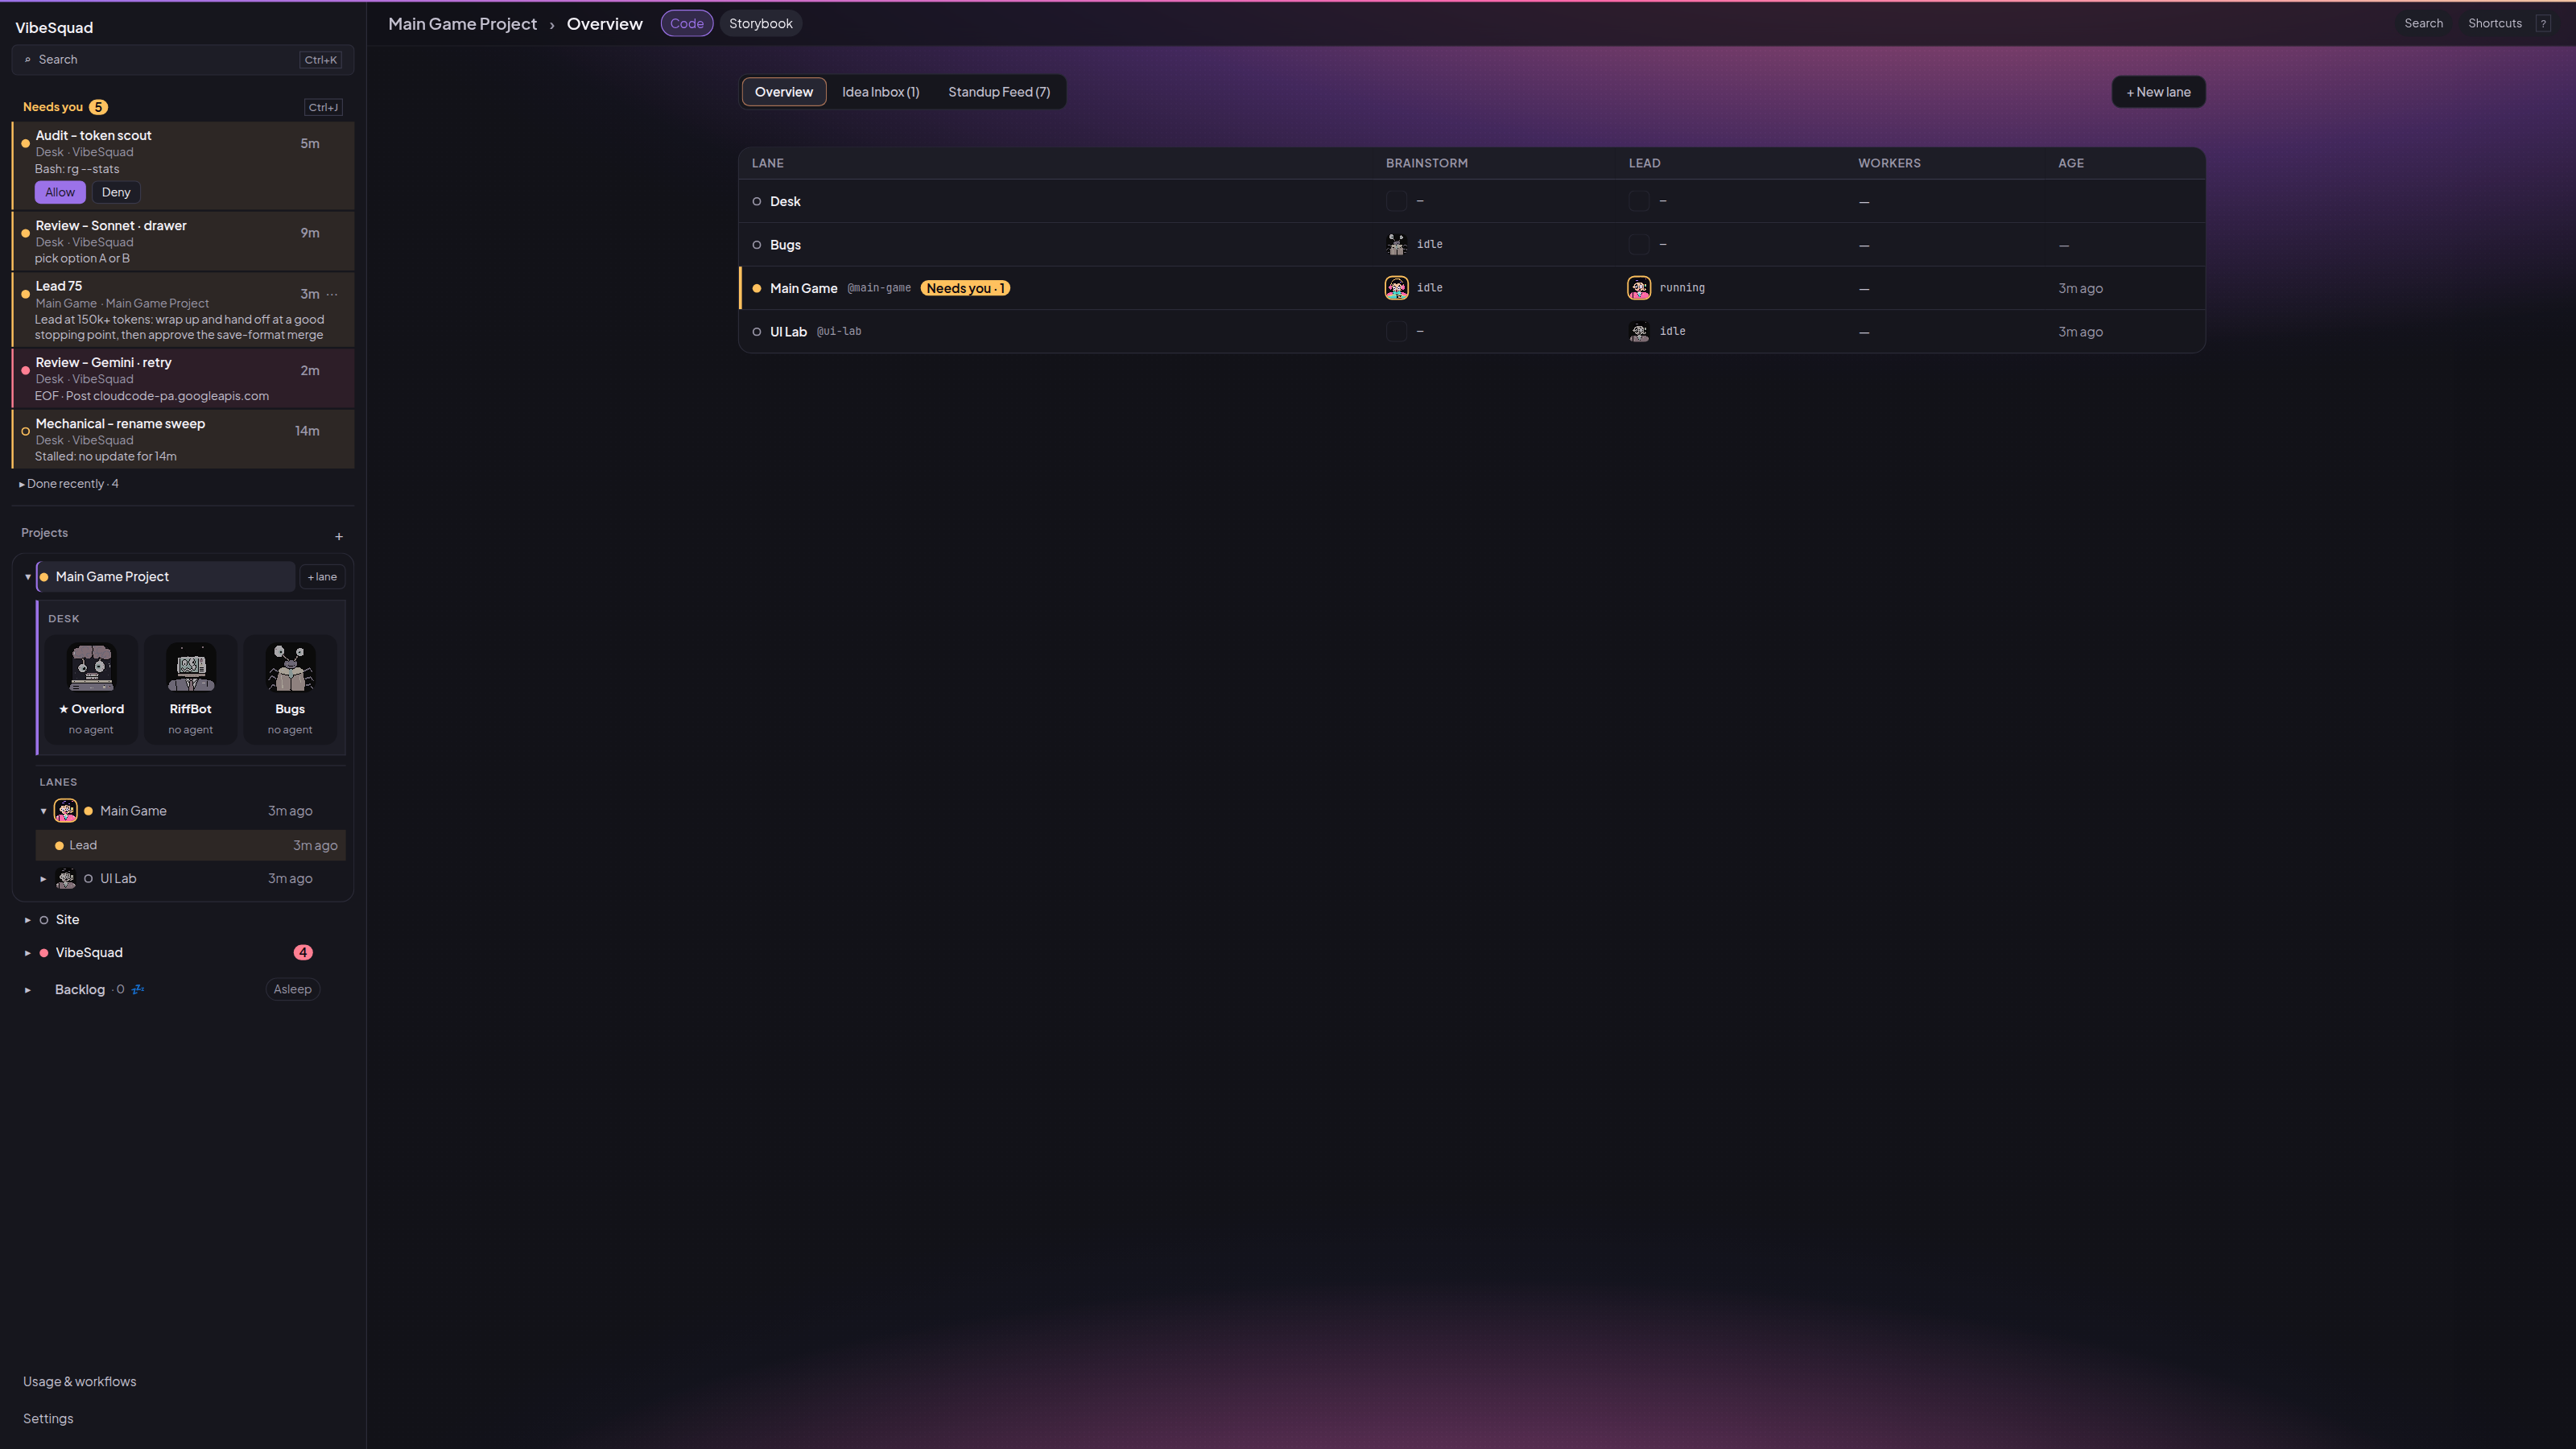 VibeSquad
Search Ctrl+K
Needs you 5 Ctrl+J
Audit – token scout 5m
Desk · VibeSquad
Bash: rg --stats
Allow Deny
Review – Sonnet · drawer 9m
Desk · VibeSquad
pick option A or B
Lead 75 3m ···
Main Game · Main Game Project
Lead at 150k+ tokens: wrap up and hand off at a good
stopping point, then approve the save-format merge
Review – Gemini · retry 2m
Desk · VibeSquad
EOF · Post cloudcode-pa.googleapis.com
Mechanical – rename sweep 14m
Desk · VibeSquad
Stalled: no update for 14m
▸ Done recently · 4
Projects +
▾ Main Game Project + lane
DESK
★ Overlord RiffBot Bugs
no agent no agent no agent
LANES
▾ Main Game 3m ago
Lead 3m ago
▸ UI Lab 3m ago
▸ Site
▸ VibeSquad 4
▸ Backlog · 0 💤 Asleep
Usage & workflows
Settings
Main Game Project › Overview Code Storybook Search Shortcuts ?
Overview Idea Inbox (1) Standup Feed (7) + New lane
LANE BRAINSTORM LEAD WORKERS AGE
Desk – – —
Bugs idle – — —
Main Game @main-game Needs you · 1 idle running — 3m ago
UI Lab @ui-lab – idle — 3m ago